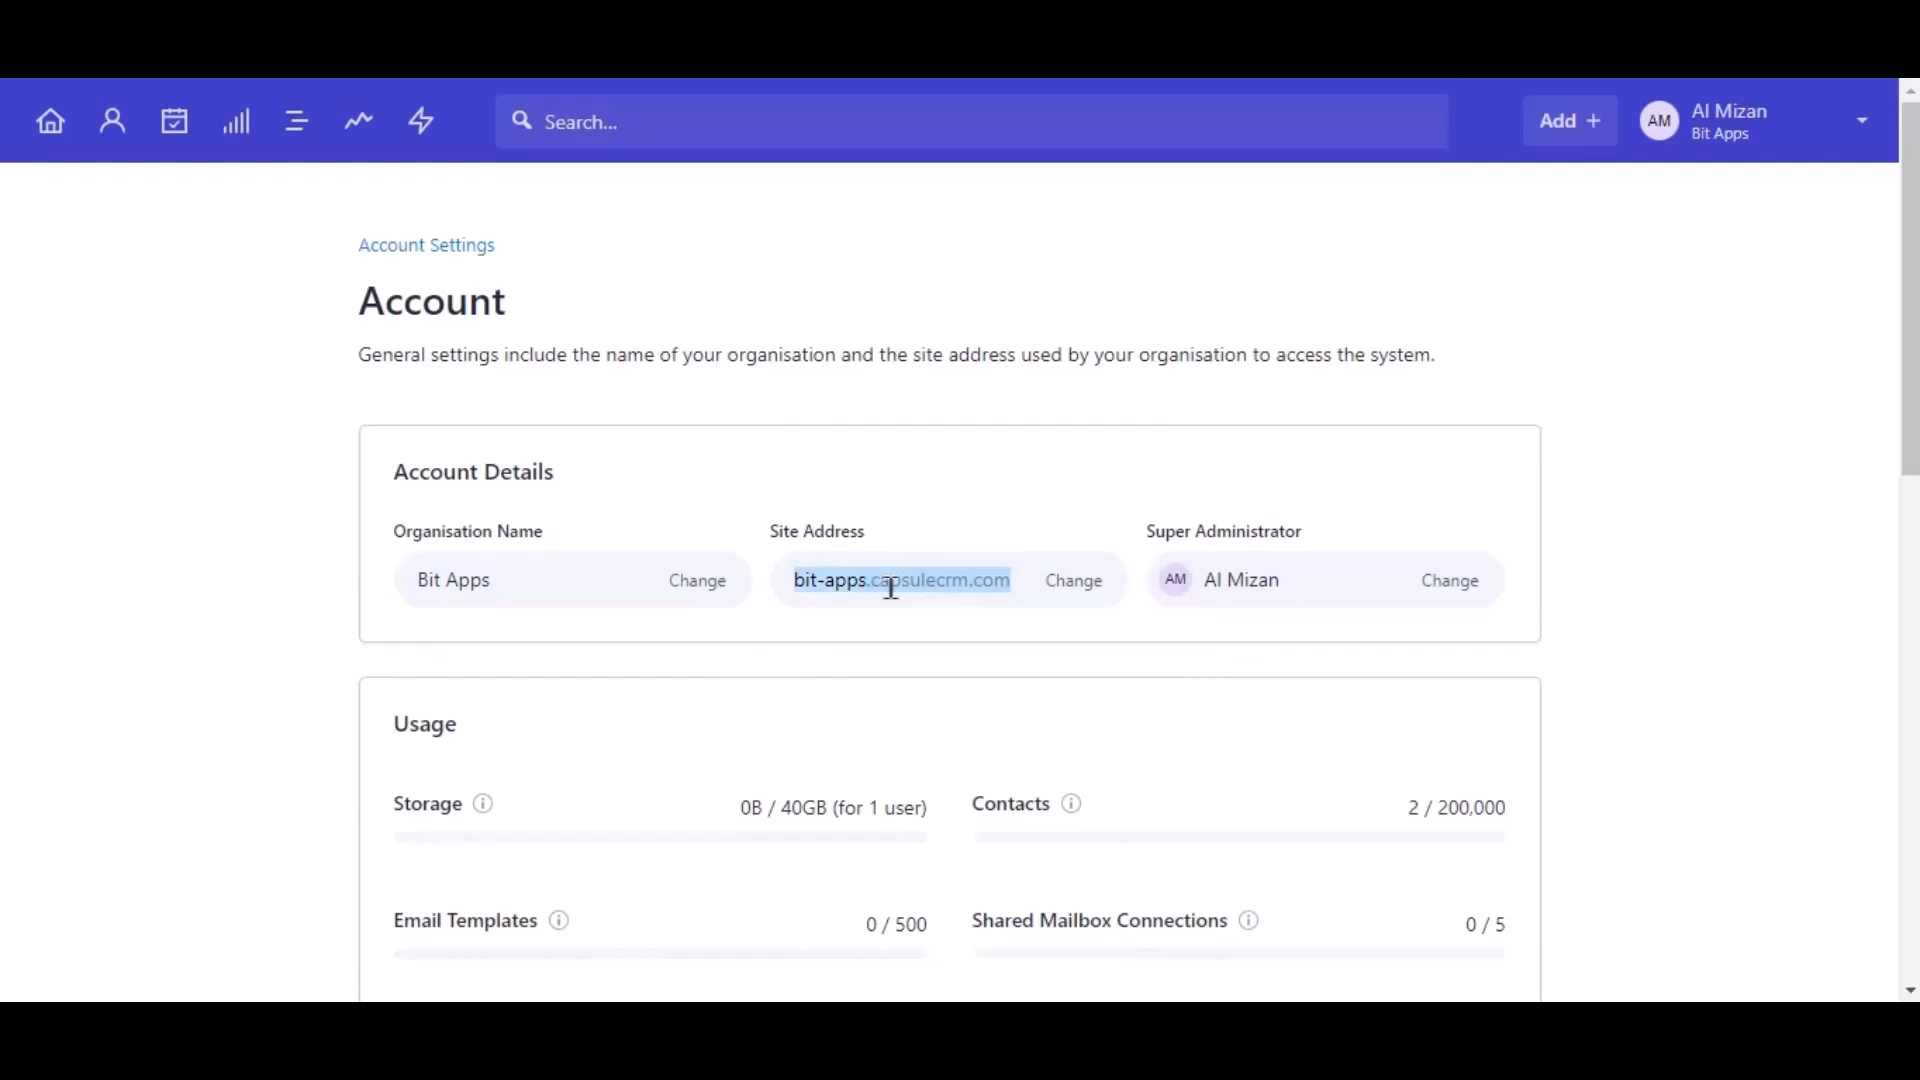 Search...
Add +
AM
Al Mizan
Bit Apps
Account Settings
Account
General settings include the name of your organisation and the site address used by your organisation to access the system.
Account Details
Organisation Name
Site Address
Super Administrator
Bit Apps
Change
bit-apps.capsulecrm.com
Change
AM
Al Mizan
Change
Usage
Storage
0B / 40GB (for 1 user)
Contacts
2 / 200,000
Email Templates
0 / 500
Shared Mailbox Connections
0 / 5